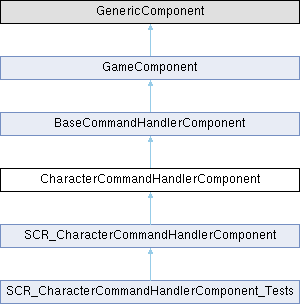 GenericComponent
GameComponent
BaseCommandHandlerComponent
CharacterCommandHandlerComponent
SCR_CharacterCommandHandlerComponent
SCR_CharacterCommandHandlerComponent_Tests